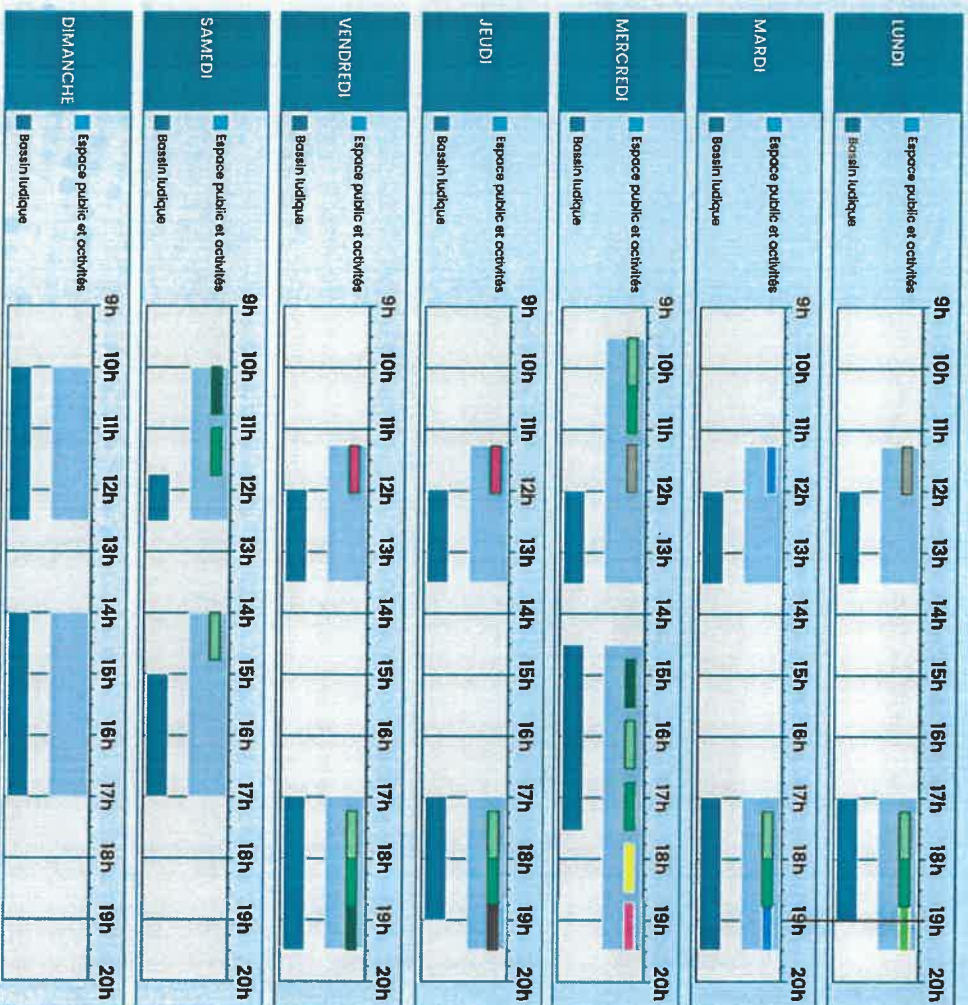 LUNDI
Espace public et activités
Bassin ludique
9h 10h 11h 12h 13h 14h 15h 16h 17h 18h 19h 20h
MARDI
Espace public et activités
Bassin ludique
9h 10h 11h 12h 13h 14h 15h 16h 17h 18h 19h 20h
MERCREDI
Espace public et activités
Bassin ludique
9h 10h 11h 12h 13h 14h 15h 16h 17h 18h 19h 20h
JEUDI
Espace public et activités
Bassin ludique
9h 10h 11h 12h 13h 14h 15h 16h 17h 18h 19h 20h
VENDREDI
Espace public et activités
Bassin ludique
9h 10h 11h 12h 13h 14h 15h 16h 17h 18h 19h 20h
SAMEDI
Espace public et activités
Bassin ludique
9h 10h 11h 12h 13h 14h 15h 16h 17h 18h 19h 20h
DIMANCHE
Espace public et activités
Bassin ludique
9h 10h 11h 12h 13h 14h 15h 16h 17h 18h 19h 20h